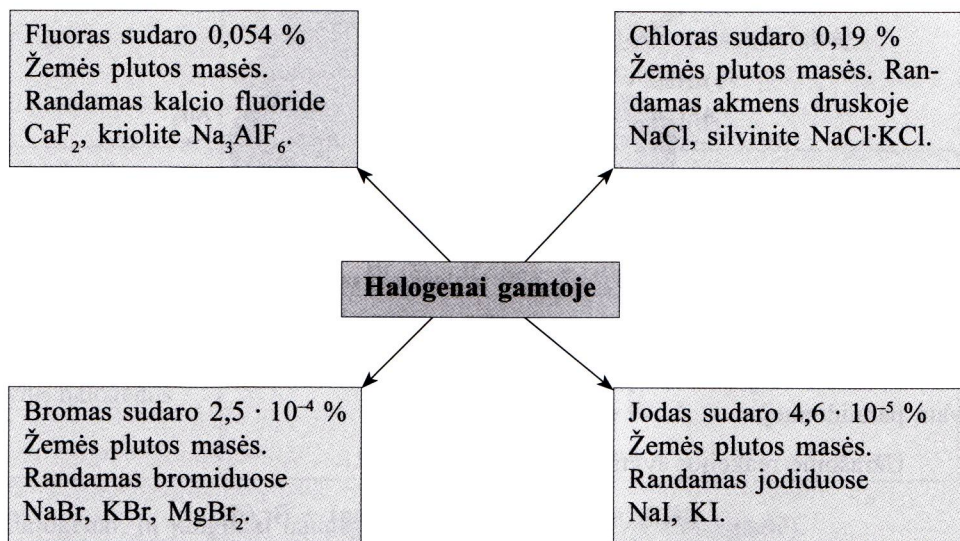 Fluoras sudaro 0,054 %
Žemės plutos masės.
Randamas kalcio fluoride
CaF₂, kriolite Na₃AlF₆.
Chloras sudaro 0,19 %
Žemės plutos masės. Ran-
damas akmens druskoje
NaCl, silvinite NaCl·KCl.
Halogenai gamtoje
Bromas sudaro 2,5 · 10⁻⁴ %
Žemės plutos masės.
Randamas bromiduose
NaBr, KBr, MgBr₂.
Jodas sudaro 4,6 · 10⁻⁵ %
Žemės plutos masės.
Randamas jodiduose
NaI, KI.